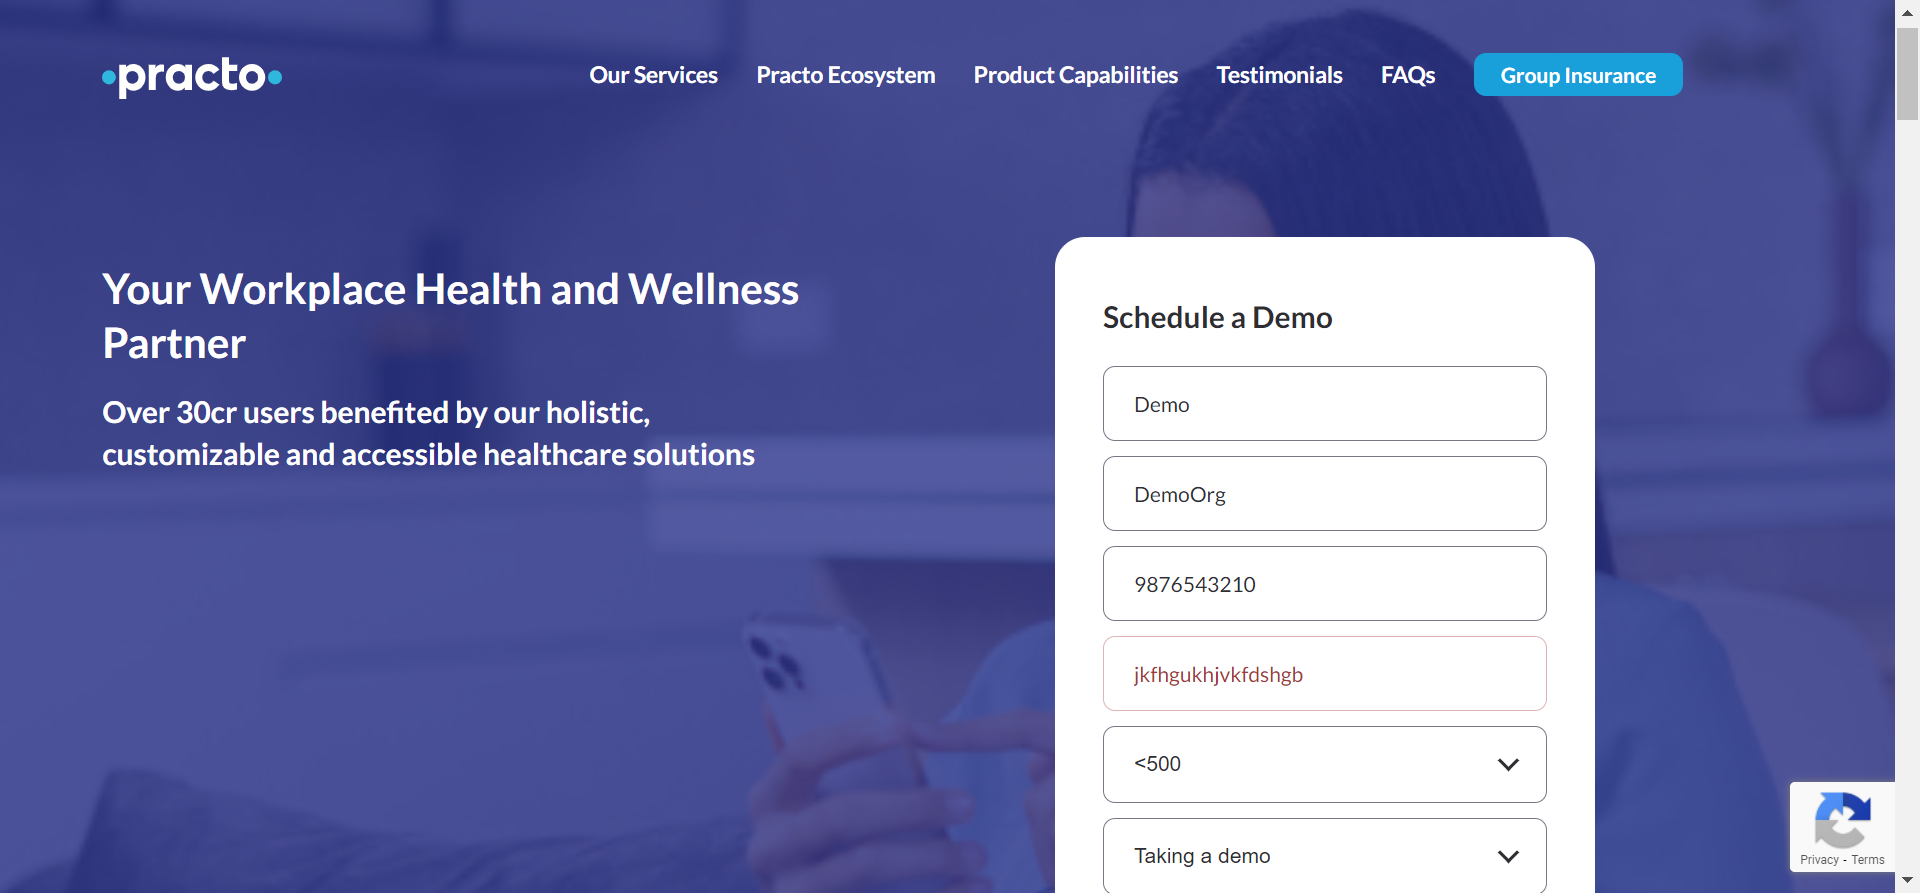 practo
Our Services
Practo Ecosystem
Product Capabilities
Testimonials
FAQs
Group Insurance
Your Workplace Health and Wellness
Partner
Over 30cr users benefited by our holistic,
customizable and accessible healthcare solutions
Schedule a Demo
Demo
DemoOrg
9876543210
jkfhgukhjvkfdshgb
<500
Taking a demo
Privacy - Terms